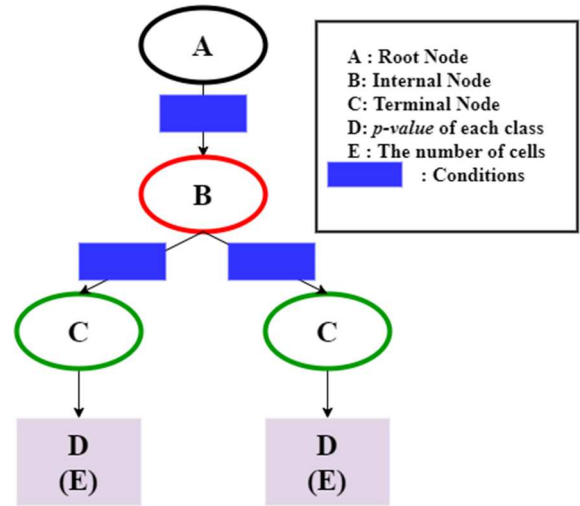 A
B
C
C
D
(E)
D
(E)
A : Root Node
B: Internal Node
C: Terminal Node
D: p-value of each class
E : The number of cells
: Conditions